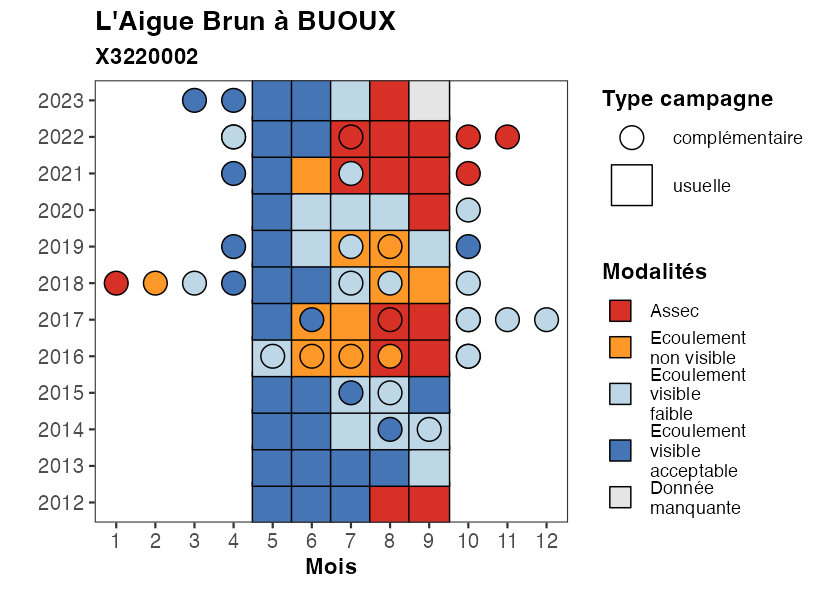 L'Aigue Brun à BUOUX
X3220002
2023
2022
2021
2020
2019
2018
2017
2016
2015
2014
2013
2012
1 2 3 4 5 6 7 8 9 10 11 12
Mois
Type campagne
complémentaire
usuelle
Modalités
Assec
Ecoulement
non visible
Ecoulement
visible
faible
Ecoulement
visible
acceptable
Donnée
manquante